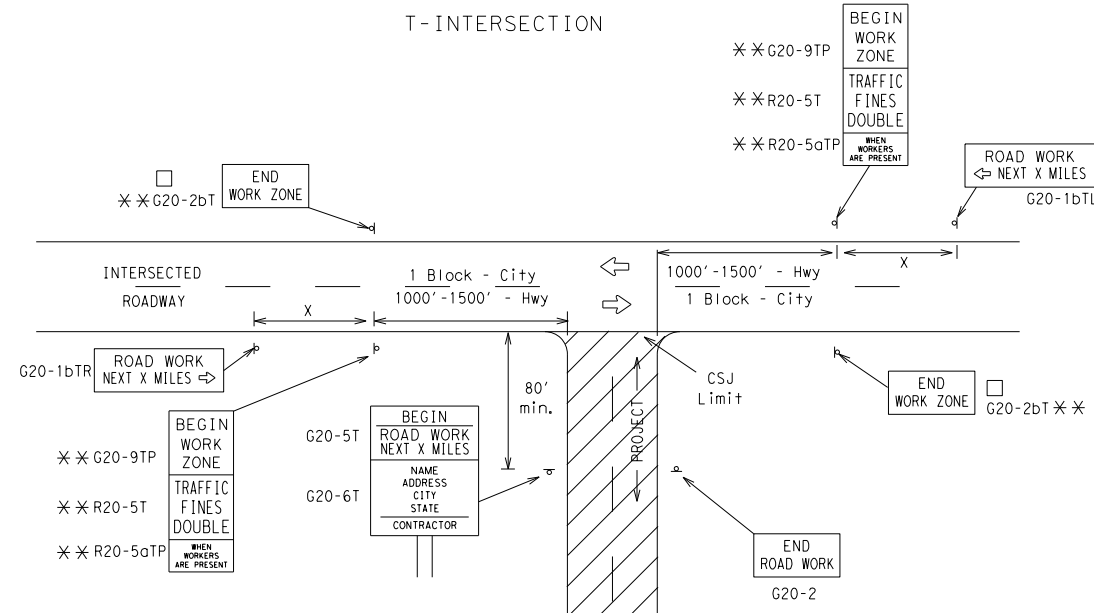 T-INTERSECTION
BEGIN
WORK
ZONE
TRAFFIC
FINES
DOUBLE
WHEN
WORKERS
ARE PRESENT
**G20-9TP
**R20-5T
**R20-5aTP
ROAD WORK
⇦ NEXT X MILES
G20-1bTL
END
WORK ZONE
□
**G20-2bT
INTERSECTED
ROADWAY
1 Block - City
1000'-1500' - Hwy
1000'-1500' - Hwy
1 Block - City
X
X
G20-1bTR
ROAD WORK
NEXT X MILES ⇨
80'
min.
PROJECT
CSJ
Limit
END
WORK ZONE
□
G20-2bT **
BEGIN
WORK
ZONE
TRAFFIC
FINES
DOUBLE
WHEN
WORKERS
ARE PRESENT
**G20-9TP
**R20-5T
**R20-5aTP
G20-5T
BEGIN
ROAD WORK
NEXT X MILES
G20-6T
NAME
ADDRESS
CITY
STATE
CONTRACTOR
END
ROAD WORK
G20-2